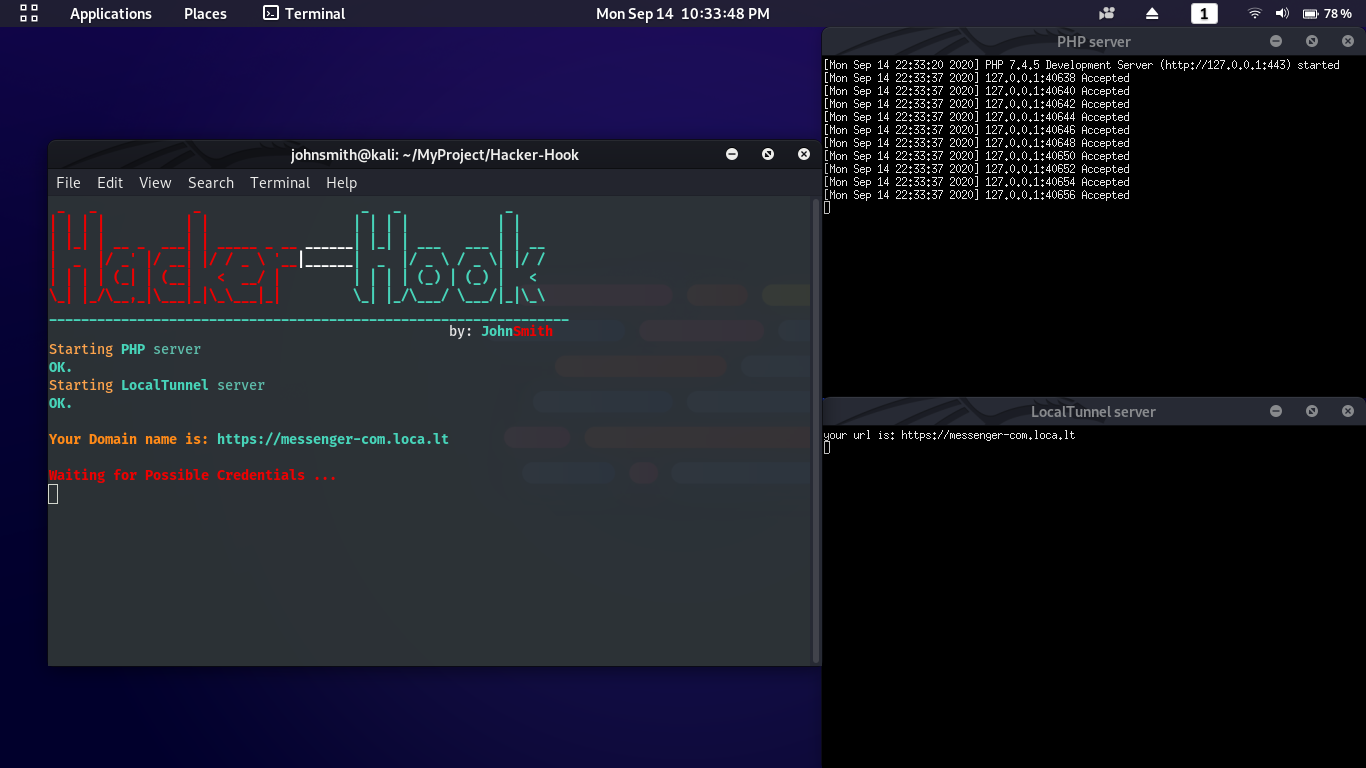 Applications Places Terminal Mon Sep 14 10:33:48 PM 1 78 %
johnsmith@kali: ~/MyProject/Hacker-Hook
File Edit View Search Terminal Help
Hacker-Hook
by: JohnSmith
Starting PHP server
OK.
Starting LocalTunnel server
OK.
Your Domain name is: https://messenger-com.loca.lt
Waiting for Possible Credentials ...
PHP server
[Mon Sep 14 22:33:20 2020] PHP 7.4.5 Development Server (http://127.0.0.1:443) started
[Mon Sep 14 22:33:37 2020] 127.0.0.1:40638 Accepted
[Mon Sep 14 22:33:37 2020] 127.0.0.1:40640 Accepted
[Mon Sep 14 22:33:37 2020] 127.0.0.1:40642 Accepted
[Mon Sep 14 22:33:37 2020] 127.0.0.1:40644 Accepted
[Mon Sep 14 22:33:37 2020] 127.0.0.1:40646 Accepted
[Mon Sep 14 22:33:37 2020] 127.0.0.1:40648 Accepted
[Mon Sep 14 22:33:37 2020] 127.0.0.1:40650 Accepted
[Mon Sep 14 22:33:37 2020] 127.0.0.1:40652 Accepted
[Mon Sep 14 22:33:37 2020] 127.0.0.1:40654 Accepted
[Mon Sep 14 22:33:37 2020] 127.0.0.1:40656 Accepted
LocalTunnel server
your url is: https://messenger-com.loca.lt